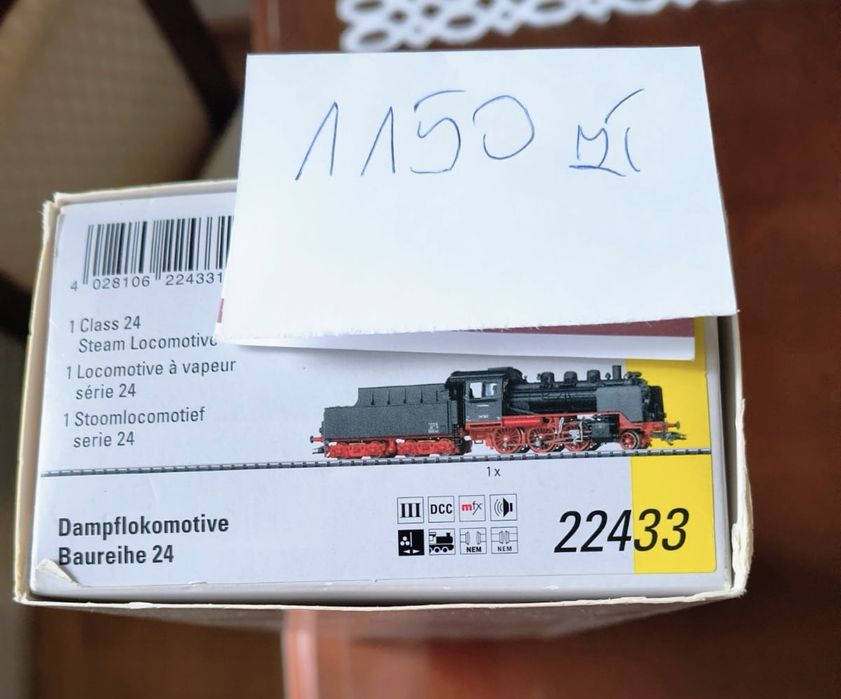 1150 zł
4 028106 224331
1 Class 24
Steam Locomotive
1 Locomotive à vapeur
série 24
1 Stoomlocomotief
serie 24
1 x
III DCC mfx
NEM NEM
Dampflokomotive
Baureihe 24
22433